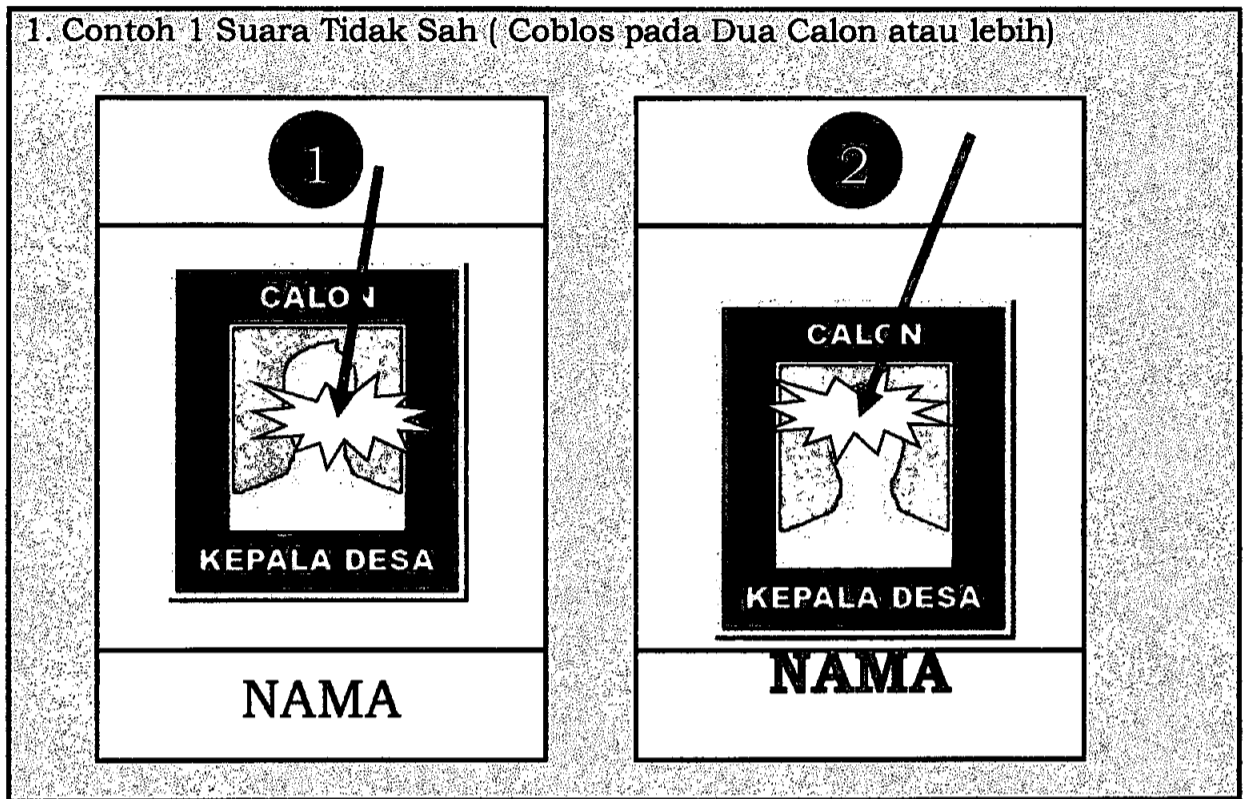 1. Contoh 1 Suara Tidak Sah ( Coblos pada Dua Calon atau lebih)
1
CALON
KEPALA DESA
NAMA
2
CALON
KEPALA DESA
NAMA